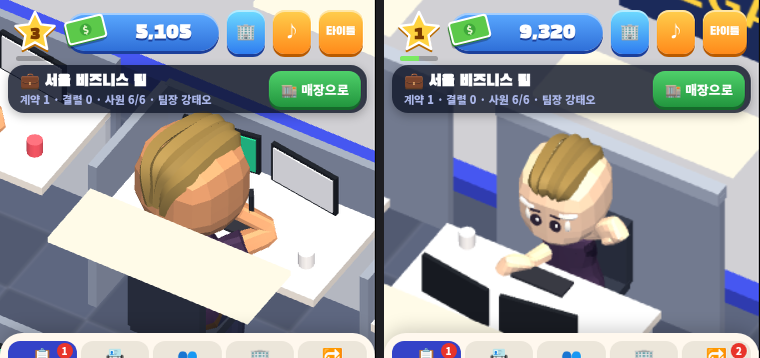 3
5,105
타이틀
서울 비즈니스 팀
매장으로
계약 1 · 결렬 0 · 사원 6/6 · 팀장 강태오
1
1
9,320
타이틀
서울 비즈니스 팀
매장으로
계약 1 · 결렬 0 · 사원 6/6 · 팀장 강태오
1
2